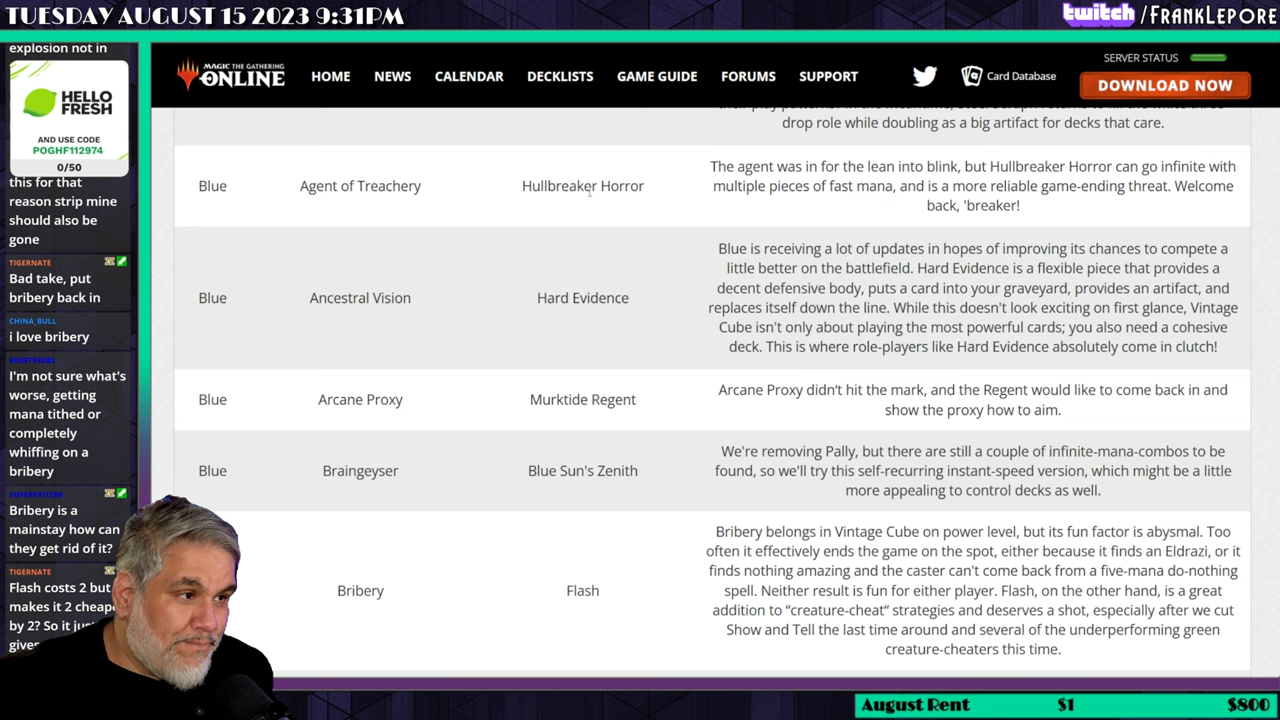 TUESDAY AUGUST 15 2023 9:31PM
twitch /FRANKLEPORE
explosion not in
HELLO
FRESH
AND USE CODE
POGHF112974
0/50
this for that
reason strip mine
should also be
gone
TIGERNATE
Bad take, put
bribery back in
CHINA_BULL
i love bribery
I'm not sure what's
worse, getting
mana tithed or
completely
whiffing on a
bribery
SUPERFRITZER
Bribery is a
mainstay how can
they get rid of it?
TIGERNATE
Flash costs 2 but
makes it 2 cheap
by 2? So it ju
gives
MAGIC THE GATHERING
ONLINE
HOME NEWS CALENDAR DECKLISTS GAME GUIDE FORUMS SUPPORT
Card Database
SERVER STATUS
DOWNLOAD NOW
drop role while doubling as a big artifact for decks that care.
Blue Agent of Treachery Hullbreaker Horror
The agent was in for the lean into blink, but Hullbreaker Horror can go infinite with
multiple pieces of fast mana, and is a more reliable game-ending threat. Welcome
back, 'breaker!
Blue Ancestral Vision Hard Evidence
Blue is receiving a lot of updates in hopes of improving its chances to compete a
little better on the battlefield. Hard Evidence is a flexible piece that provides a
decent defensive body, puts a card into your graveyard, provides an artifact, and
replaces itself down the line. While this doesn't look exciting on first glance, Vintage
Cube isn't only about playing the most powerful cards; you also need a cohesive
deck. This is where role-players like Hard Evidence absolutely come in clutch!
Blue Arcane Proxy Murktide Regent
Arcane Proxy didn't hit the mark, and the Regent would like to come back in and
show the proxy how to aim.
Blue Braingeyser Blue Sun's Zenith
We're removing Pally, but there are still a couple of infinite-mana-combos to be
found, so we'll try this self-recurring instant-speed version, which might be a little
more appealing to control decks as well.
Bribery Flash
Bribery belongs in Vintage Cube on power level, but its fun factor is abysmal. Too
often it effectively ends the game on the spot, either because it finds an Eldrazi, or it
finds nothing amazing and the caster can't come back from a five-mana do-nothing
spell. Neither result is fun for either player. Flash, on the other hand, is a great
addition to "creature-cheat" strategies and deserves a shot, especially after we cut
Show and Tell the last time around and several of the underperforming green
creature-cheaters this time.
August Rent $1 $800